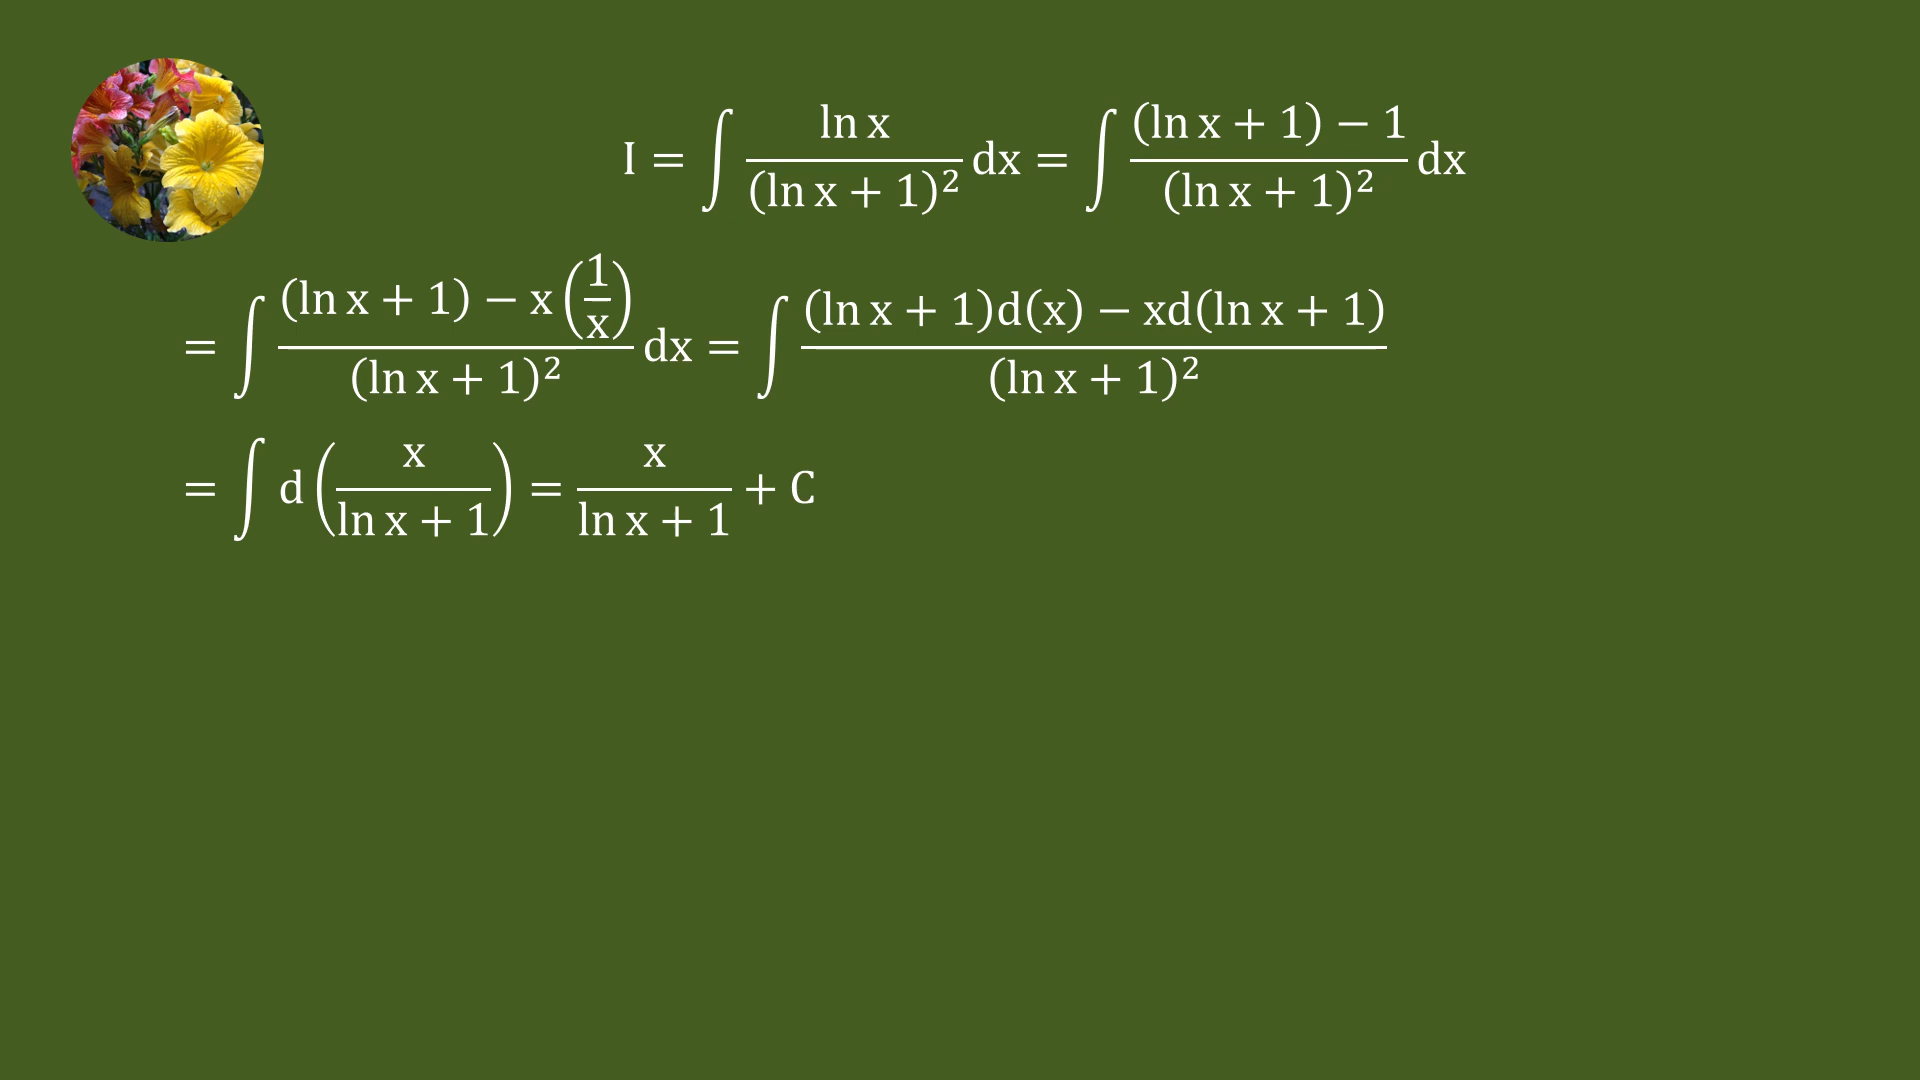 I = ∫ ln x / (ln x + 1)² dx = ∫ ((ln x + 1) − 1) / (ln x + 1)² dx
= ∫ ((ln x + 1) − x (1/x)) / (ln x + 1)² dx = ∫ ((ln x + 1)d(x) − xd(ln x + 1)) / (ln x + 1)²
= ∫ d (x / (ln x + 1)) = x / (ln x + 1) + C